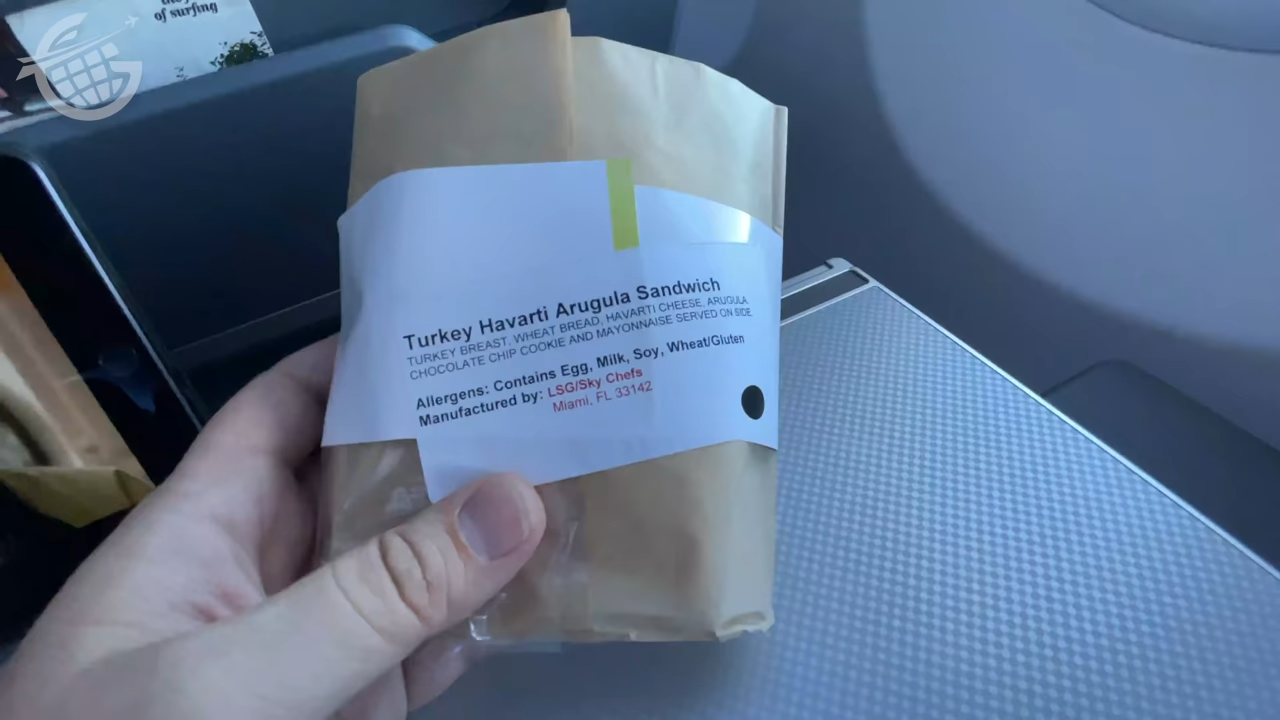 of surfing
Turkey Havarti Arugula Sandwich
TURKEY BREAST, WHEAT BREAD, HAVARTI CHEESE, ARUGULA
CHOCOLATE CHIP COOKIE AND MAYONNAISE SERVED ON SIDE.
Allergens: Contains Egg, Milk, Soy, Wheat/Gluten
Manufactured by: LSG/Sky Chefs
Miami, FL 33142